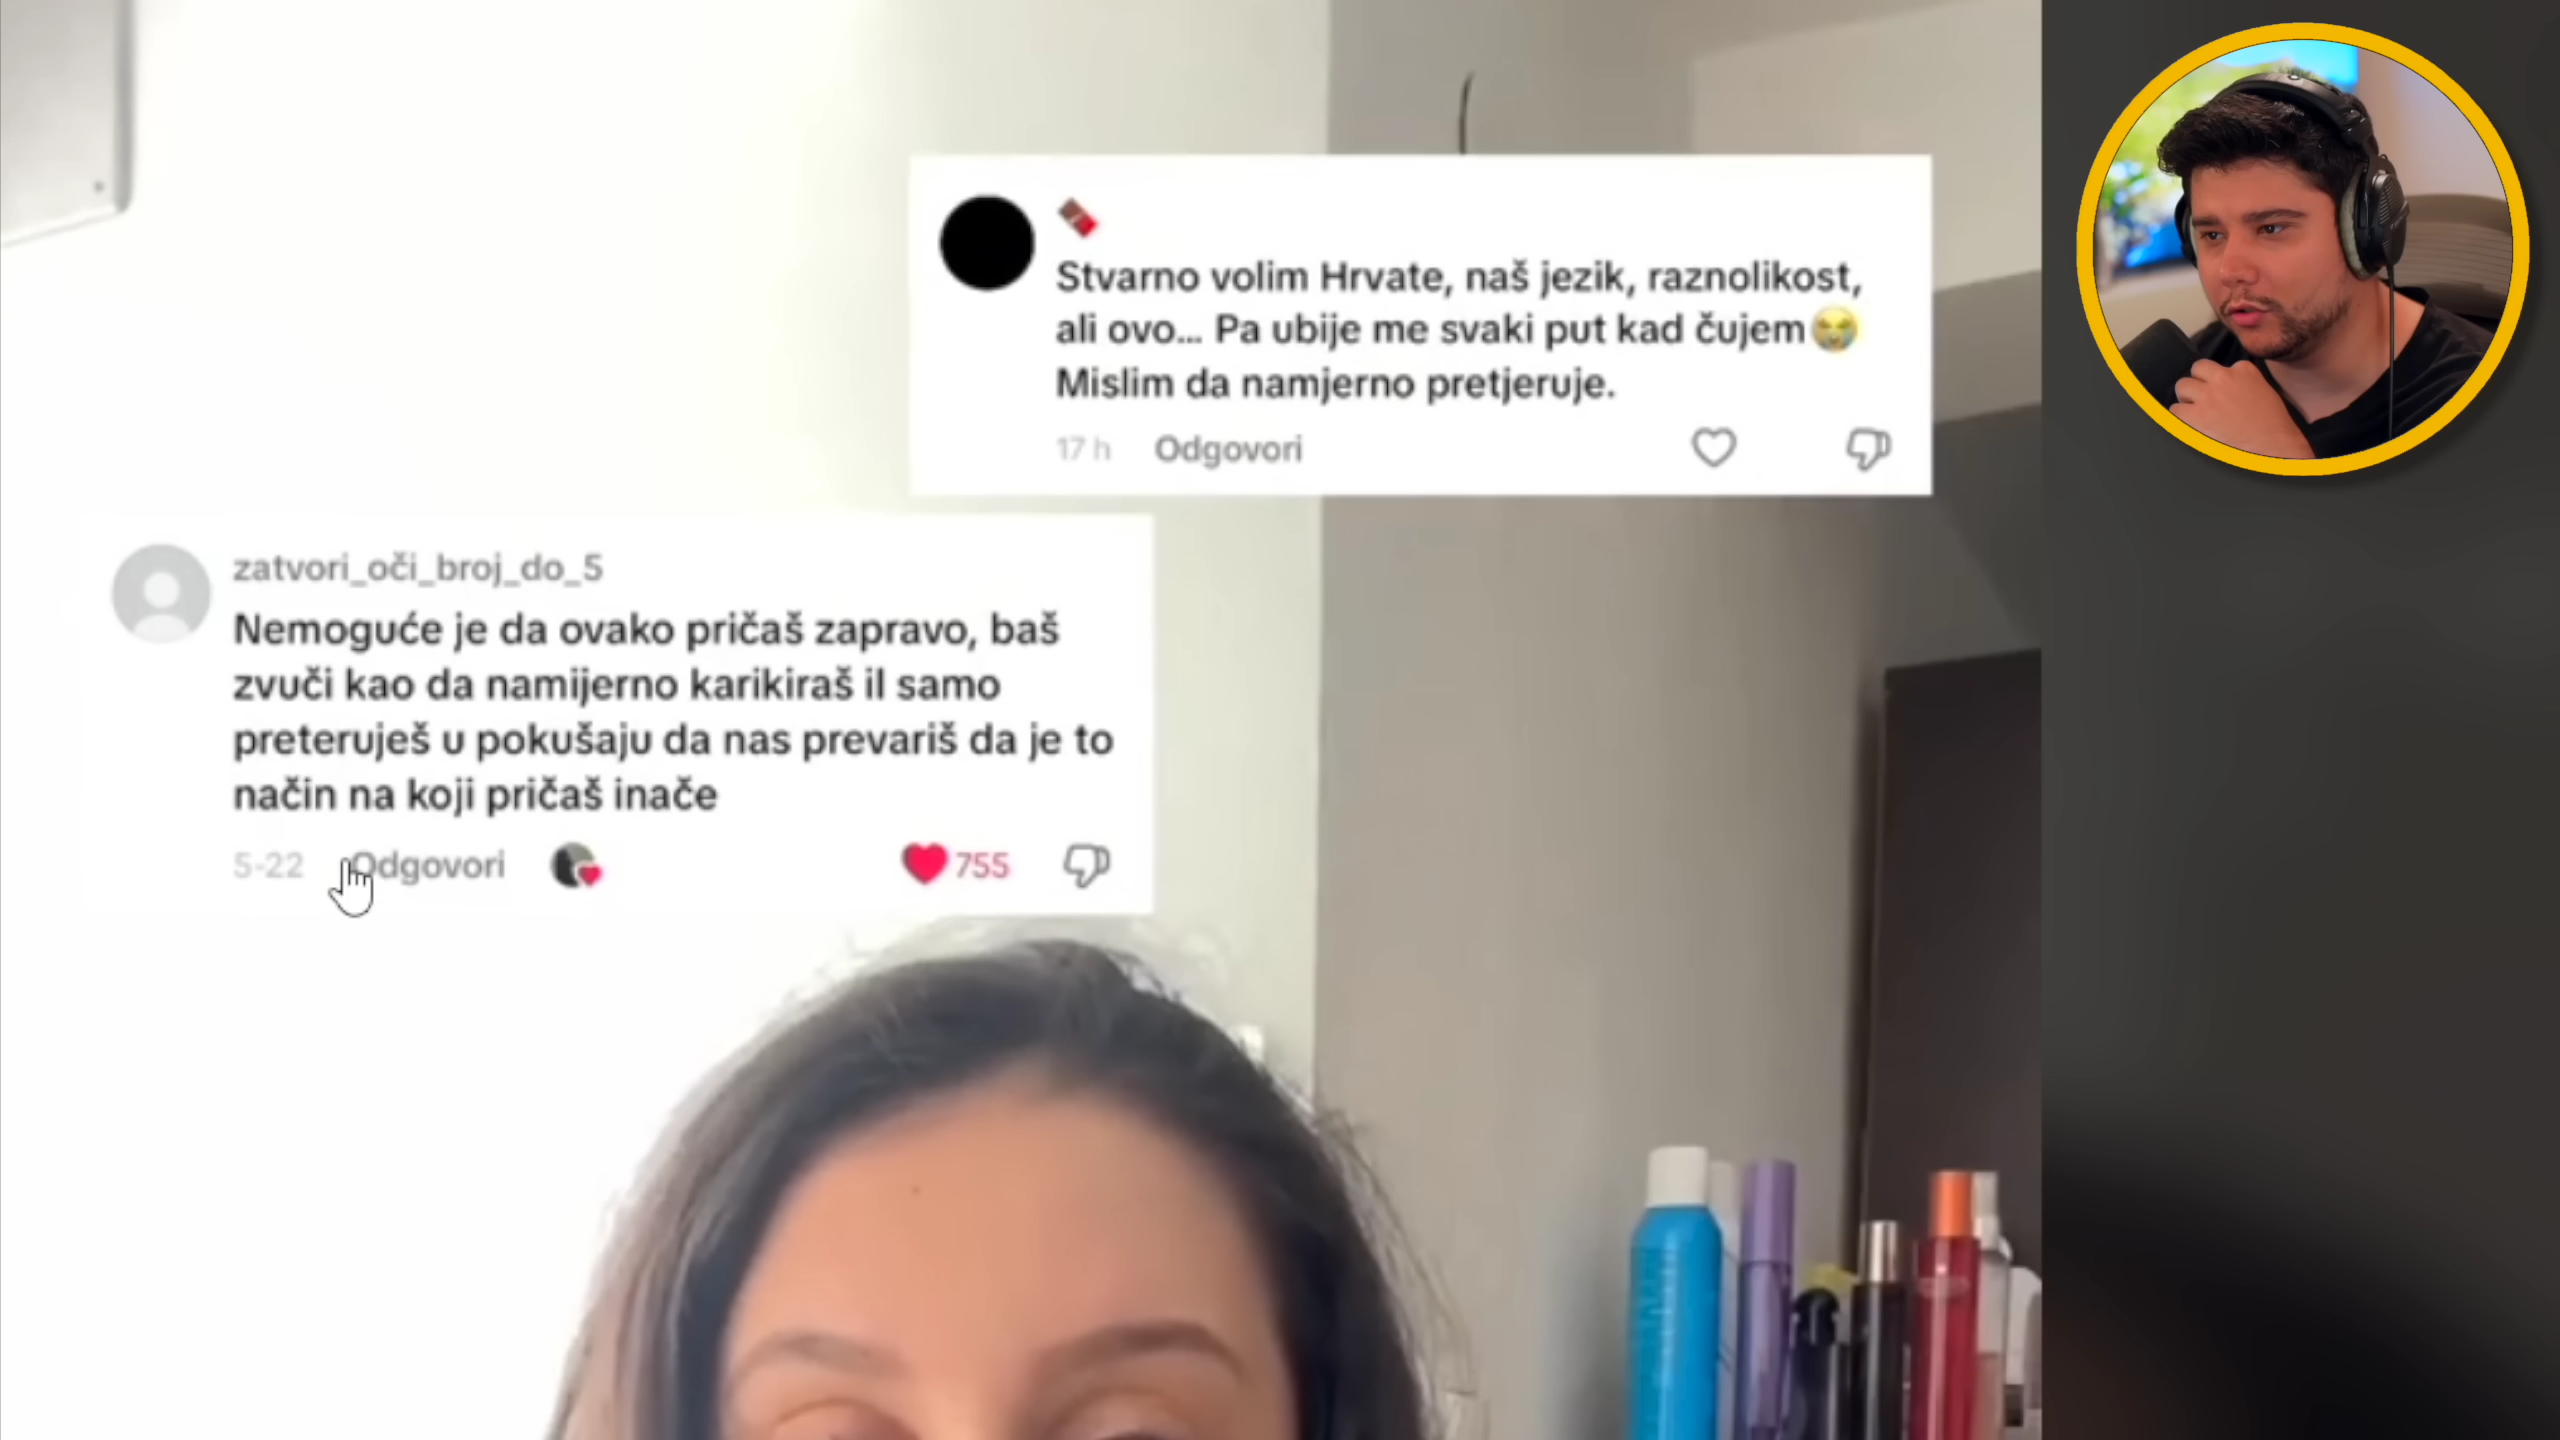 Stvarno volim Hrvate, naš jezik, raznolikost,
ali ovo... Pa ubije me svaki put kad čujem😭
Mislim da namjerno pretjeruje.
17 h Odgovori
zatvori_oči_broj_do_5
Nemoguće je da ovako pričaš zapravo, baš
zvuči kao da namijerno karikiraš il samo
preteruješ u pokušaju da nas prevariš da je to
način na koji pričaš inače
5-22 Odgovori 755